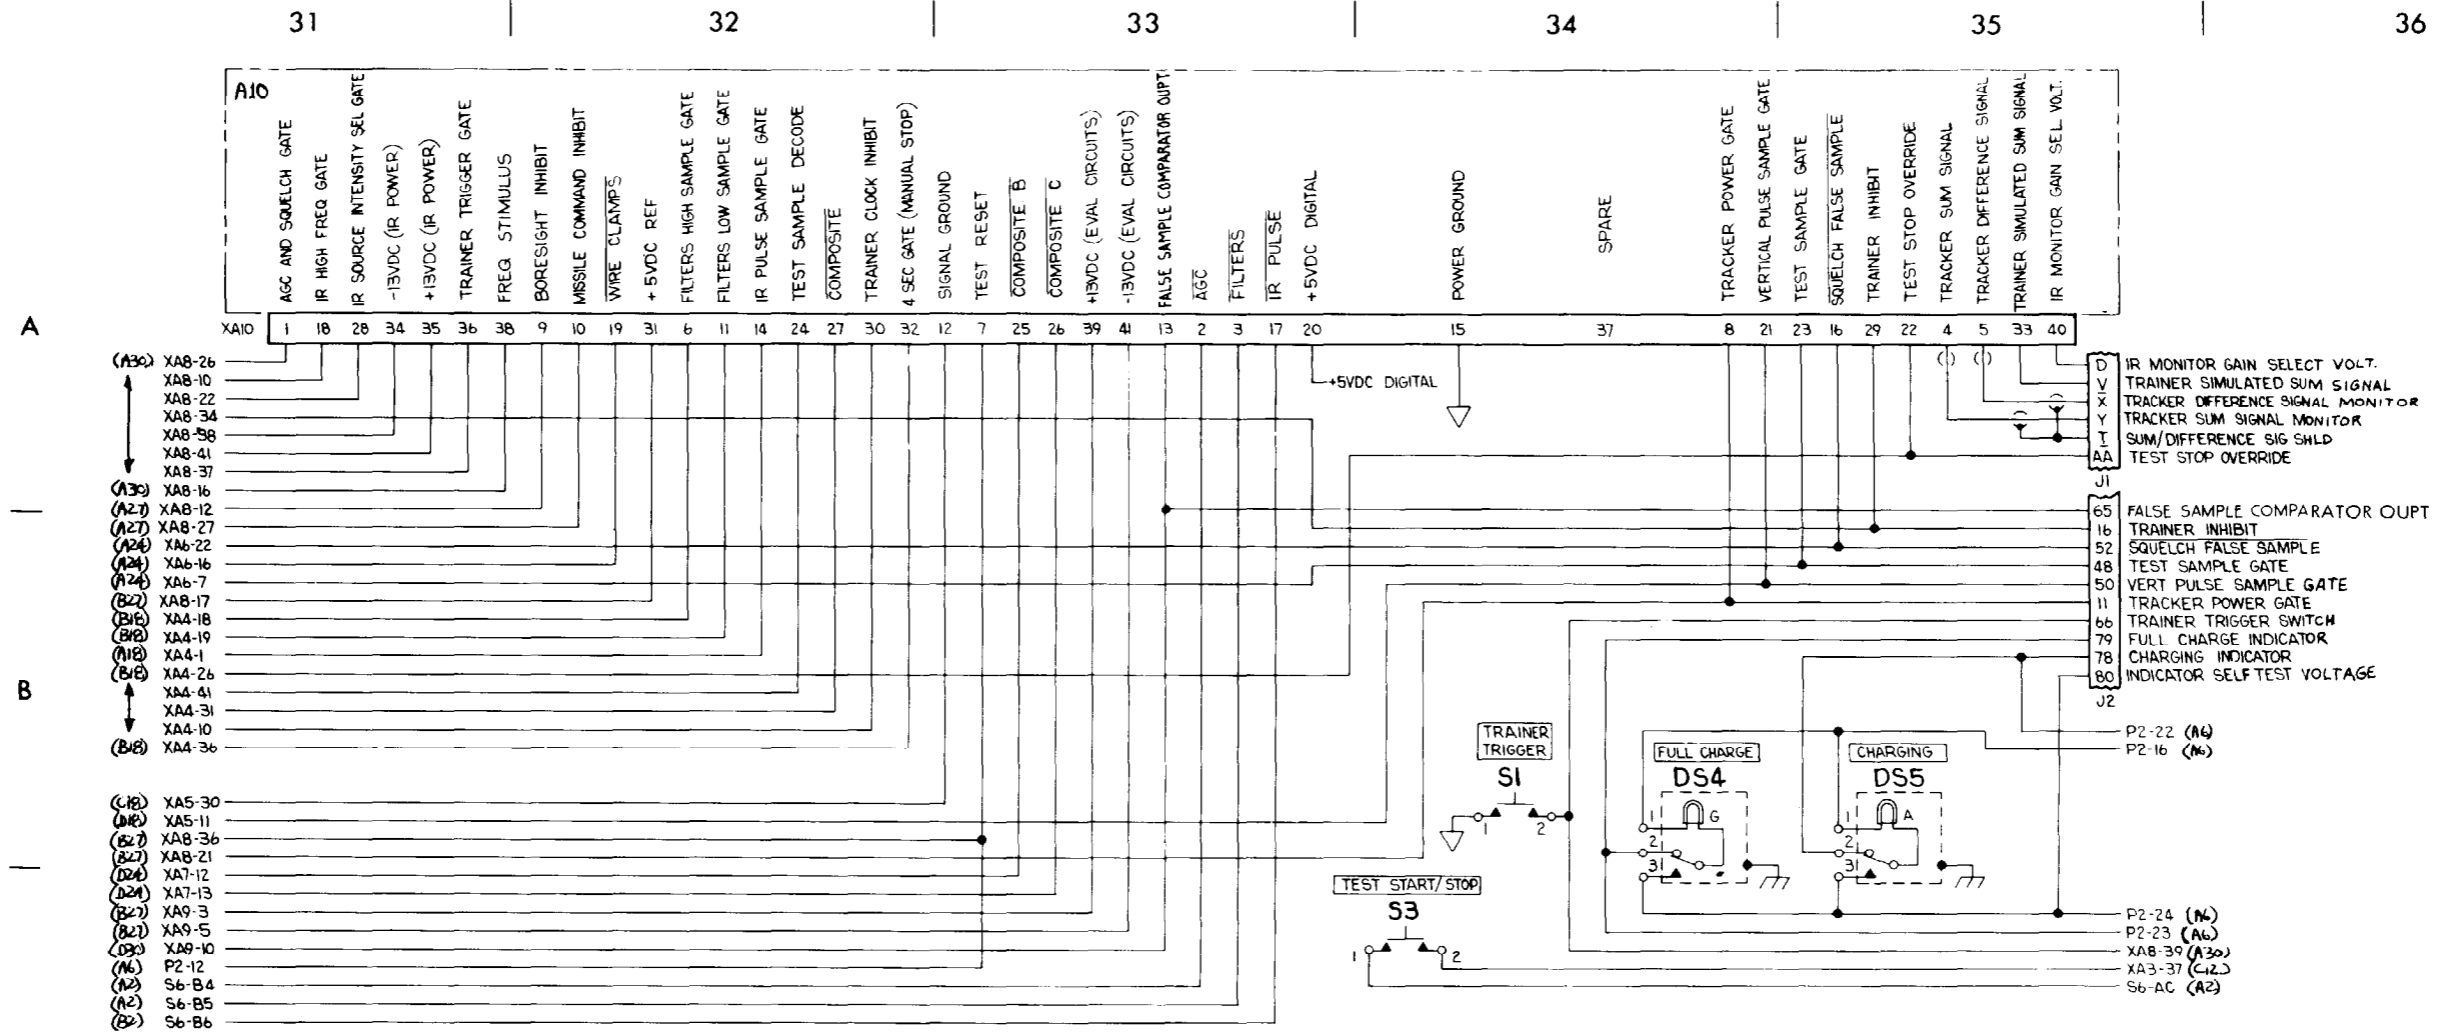 31 32 33 34 35 36
A10
AGC AND SQUELCH GATE
IR HIGH FREQ GATE
IR SOURCE INTENSITY SEL GATE
-13VDC (IR POWER)
+13VDC (IR POWER)
TRAINER TRIGGER GATE
FREQ STIMULUS
BORESIGHT INHIBIT
MISSILE COMMAND INHIBIT
WIRE CLAMPS
+5VDC REF
FILTERS HIGH SAMPLE GATE
FILTERS LOW SAMPLE GATE
IR PULSE SAMPLE GATE
TEST SAMPLE DECODE
COMPOSITE
TRAINER CLOCK INHIBIT
4 SEC GATE (MANUAL STOP)
SIGNAL GROUND
TEST RESET
COMPOSITE B
COMPOSITE C
+13VDC (EVAL CIRCUITS)
-13VDC (EVAL CIRCUITS)
FALSE SAMPLE COMPARATOR OUPT
AGC
FILTERS
IR PULSE
+5VDC DIGITAL
POWER GROUND
SPARE
TRACKER POWER GATE
VERTICAL PULSE SAMPLE GATE
TEST SAMPLE GATE
SQUELCH FALSE SAMPLE
TRAINER INHIBIT
TEST STOP OVERRIDE
TRACKER SUM SIGNAL
TRACKER DIFFERENCE SIGNAL
TRAINER SIMULATED SUM SIGNAL
IR MONITOR GAIN SEL VOLT.
A
XA10 1 18 28 34 35 36 38 9 10 19 31 6 11 14 24 27 30 32 12 7 25 26 39 41 13 2 3 17 20 15 37 8 21 23 16 29 22 4 5 33 40
(A30) XA8-26
XA8-10
XA8-22
XA8-34
XA8-38
XA8-41
XA8-37
(A30) XA8-16
(A27) XA8-12
(A27) XA8-27
(A24) XA6-22
(A24) XA6-16
(A24) XA6-7
(B27) XA8-17
(B18) XA4-18
(B18) XA4-19
(A18) XA4-1
(B18) XA4-26
B
XA4-41
XA4-31
XA4-10
(B18) XA4-36
(C18) XA5-30
(D18) XA5-11
(B27) XA8-36
(B27) XA8-21
(D24) XA7-12
(D24) XA7-13
(B27) XA9-3
(B27) XA9-5
(D30) XA9-10
(A6) P2-12
(A2) S6-B4
(A2) S6-B5
(B2) S6-B6
+5VDC DIGITAL
D IR MONITOR GAIN SELECT VOLT.
V TRAINER SIMULATED SUM SIGNAL
X TRACKER DIFFERENCE SIGNAL MONITOR
Y TRACKER SUM SIGNAL MONITOR
T SUM/DIFFERENCE SIG SHLD
AA TEST STOP OVERRIDE
J1
65 FALSE SAMPLE COMPARATOR OUPT
16 TRAINER INHIBIT
52 SQUELCH FALSE SAMPLE
48 TEST SAMPLE GATE
50 VERT PULSE SAMPLE GATE
11 TRACKER POWER GATE
66 TRAINER TRIGGER SWITCH
79 FULL CHARGE INDICATOR
78 CHARGING INDICATOR
80 INDICATOR SELF TEST VOLTAGE
J2
P2-22 (A6)
P2-16 (A6)
TRAINER
TRIGGER
S1
1 2
FULL CHARGE
DS4
1 G
2
3
CHARGING
DS5
1 A
2
3
TEST START/STOP
S3
1 2
P2-24 (A6)
P2-23 (A6)
XA8-39 (A30)
XA3-37 (C12)
S6-AC (A2)